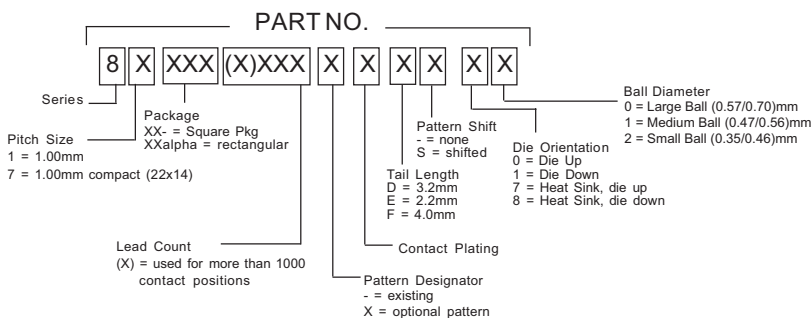 PART NO.
8 X XXX (X)XXX X X X X X X
Series
Pitch Size
1 = 1.00mm
7 = 1.00mm compact (22x14)
Package
XX- = Square Pkg
XXalpha = rectangular
Lead Count
(X) = used for more than 1000
contact positions
Pattern Designator
- = existing
X = optional pattern
Contact Plating
Tail Length
D = 3.2mm
E = 2.2mm
F = 4.0mm
Pattern Shift
- = none
S = shifted
Die Orientation
0 = Die Up
1 = Die Down
7 = Heat Sink, die up
8 = Heat Sink, die down
Ball Diameter
0 = Large Ball (0.57/0.70)mm
1 = Medium Ball (0.47/0.56)mm
2 = Small Ball (0.35/0.46)mm